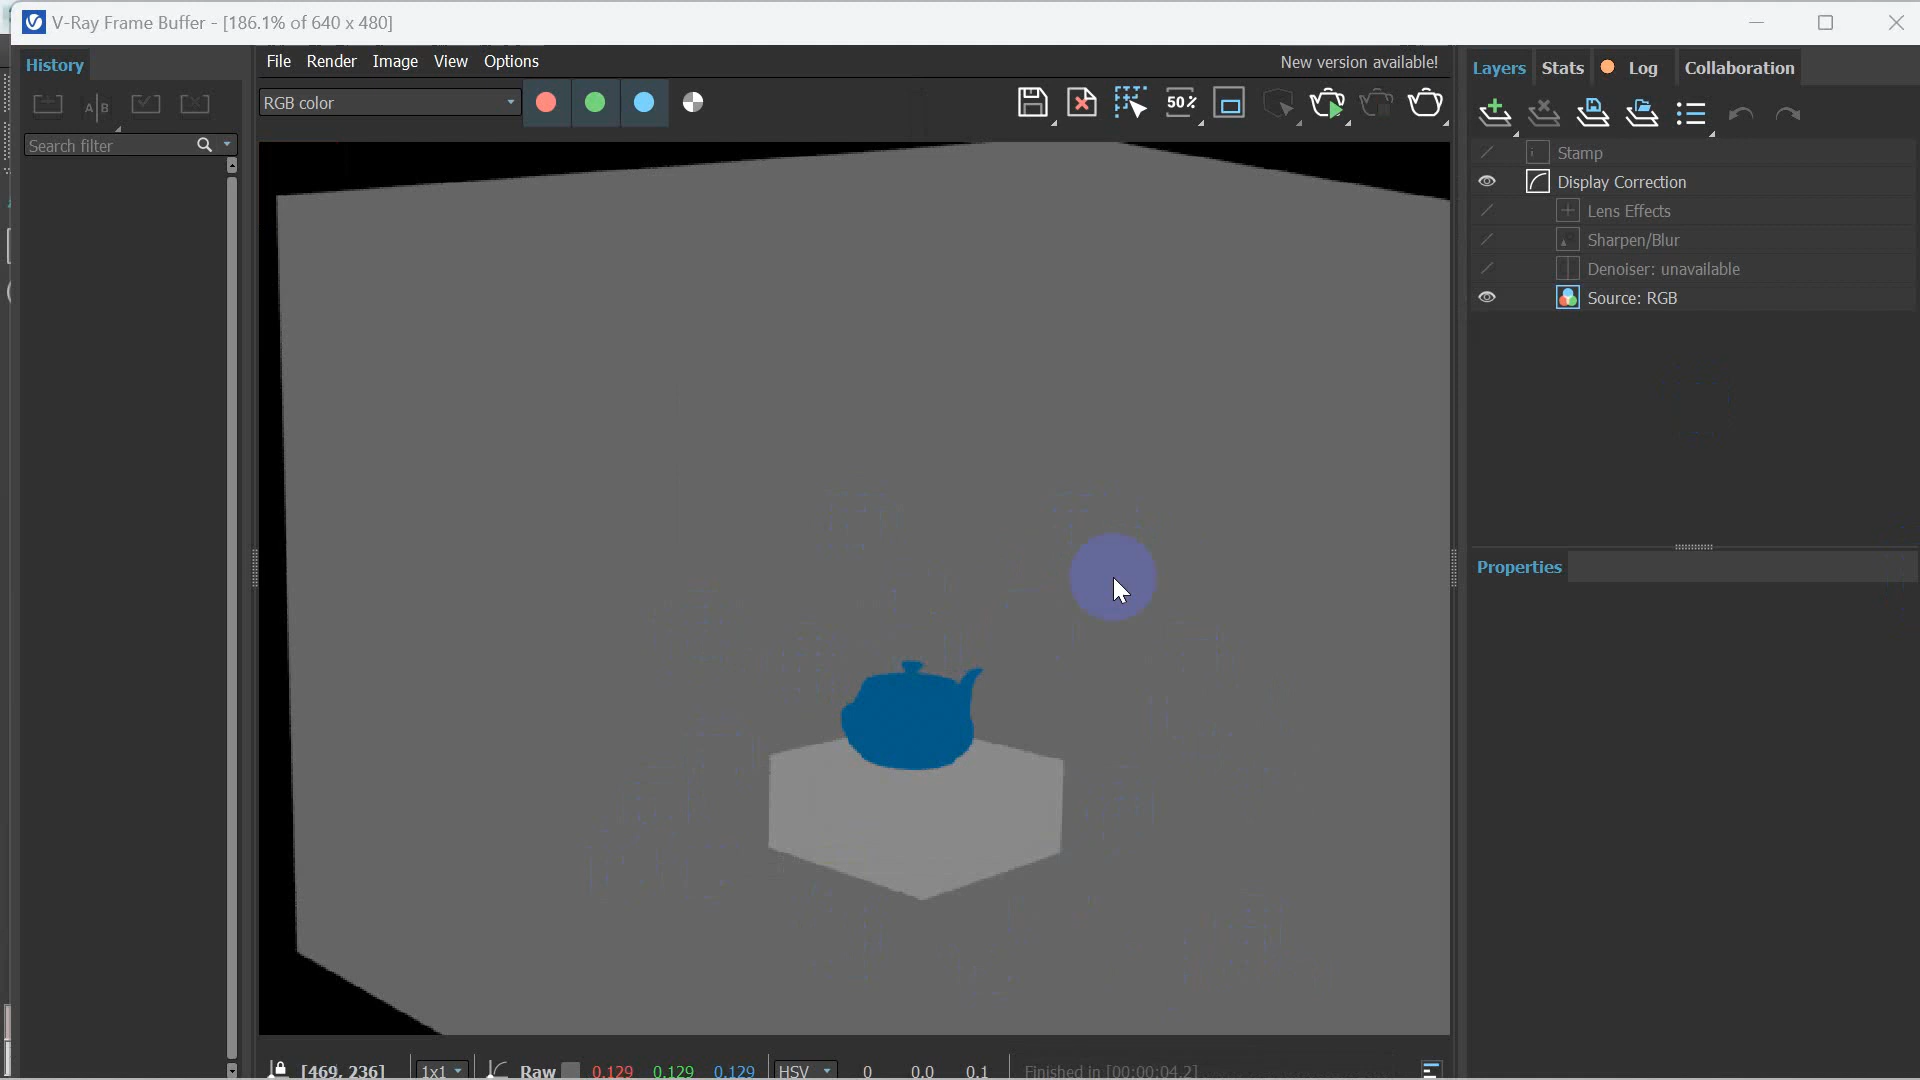 V-Ray Frame Buffer - [186.1% of 640 x 480]
History
File Render Image View Options
New version available!
Layers Stats Log Collaboration
RGB color
50%
A B
Search filter
Stamp
Display Correction
Lens Effects
Sharpen/Blur
Denoiser: unavailable
Source: RGB
Properties
[469, 236] 1x1 Raw 0.129 0.129 0.129 HSV 0 0.0 0.1 Finished in [00:00:04.2]